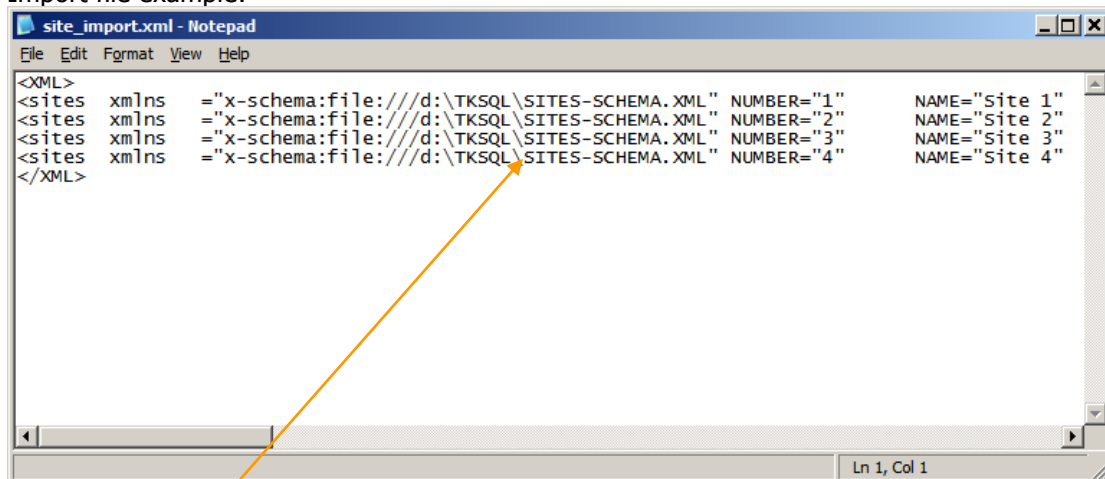 Import file example:
site_import.xml - Notepad
File Edit Format View Help
<XML>
<sites  xmlns   ="x-schema:file:///d:\TKSQL\SITES-SCHEMA.XML" NUMBER="1"      NAME="Site 1"
<sites  xmlns   ="x-schema:file:///d:\TKSQL\SITES-SCHEMA.XML" NUMBER="2"      NAME="Site 2"
<sites  xmlns   ="x-schema:file:///d:\TKSQL\SITES-SCHEMA.XML" NUMBER="3"      NAME="Site 3"
<sites  xmlns   ="x-schema:file:///d:\TKSQL\SITES-SCHEMA.XML" NUMBER="4"      NAME="Site 4"
</XML>
Ln 1, Col 1